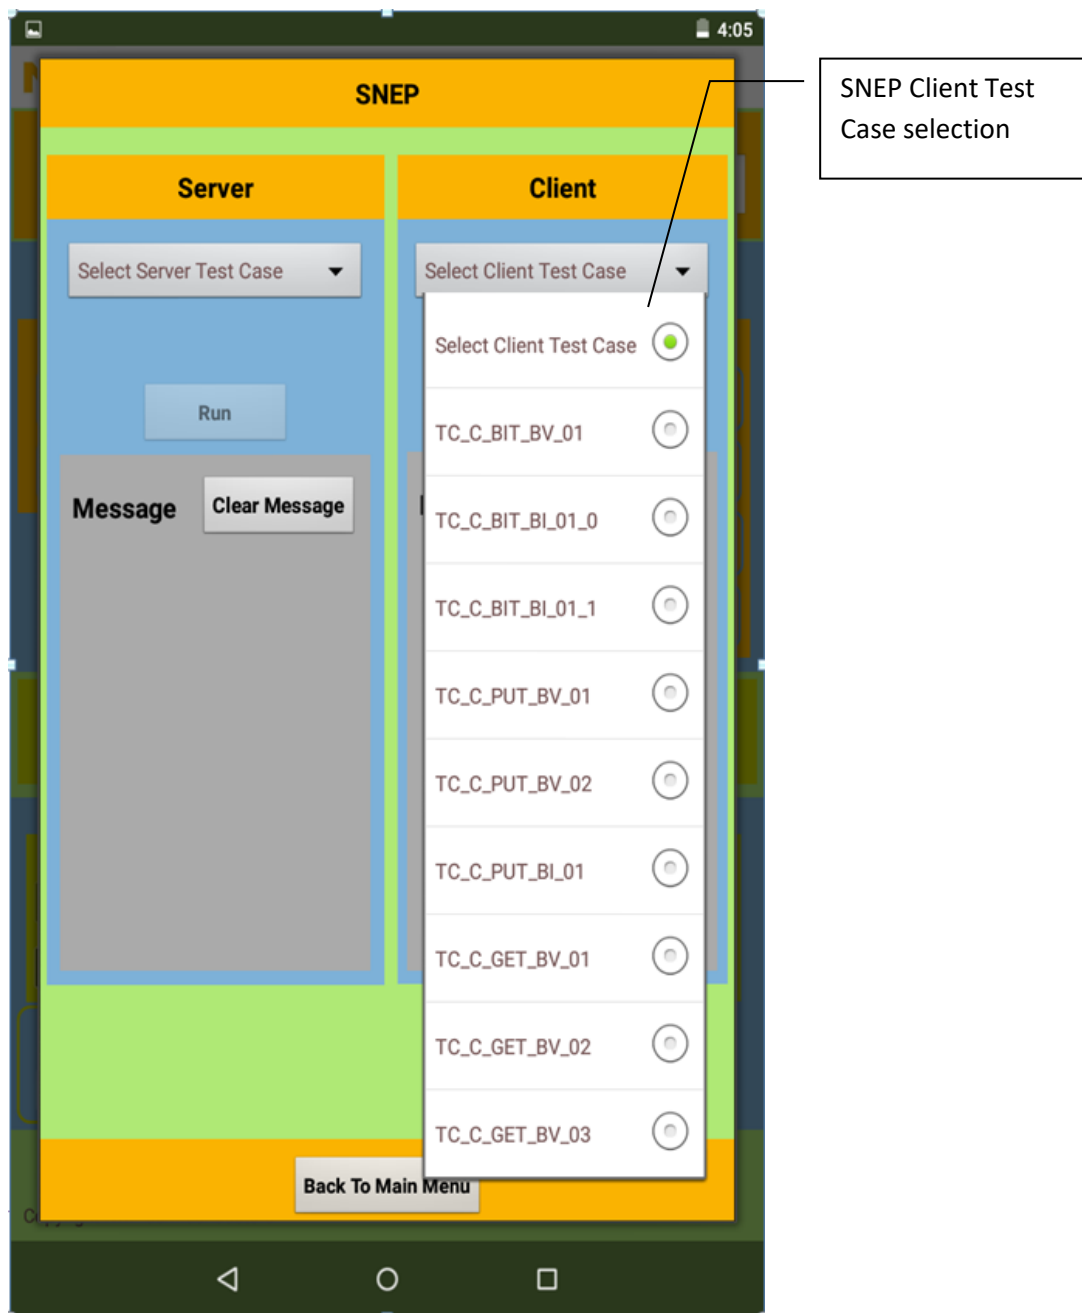 4:05
SNEP
SNEP Client Test
Case selection
Server
Client
Select Server Test Case
Select Client Test Case
Select Client Test Case
Run
TC_C_BIT_BV_01
Message
Clear Message
TC_C_BIT_BI_01_0
TC_C_BIT_BI_01_1
TC_C_PUT_BV_01
TC_C_PUT_BV_02
TC_C_PUT_BI_01
TC_C_GET_BV_01
TC_C_GET_BV_02
TC_C_GET_BV_03
Back To Main Menu